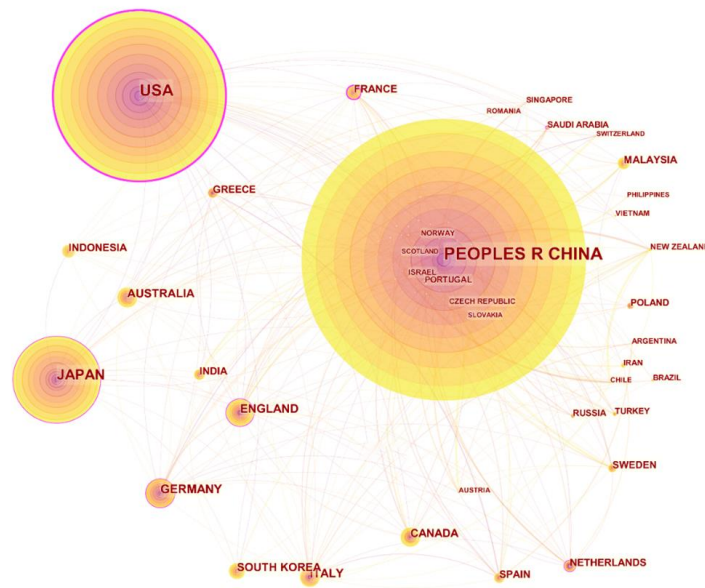 USA
FRANCE
SINGAPORE
ROMANIA
SAUDI ARABIA
SWITZERLAND
MALAYSIA
GREECE
PHILIPPINES
VIETNAM
NORWAY
INDONESIA
SCOTLAND
PEOPLES R CHINA
NEW ZEALAN
ISRAEL
PORTUGAL
AUSTRALIA
CZECH REPUBLIC
POLAND
SLOVAKIA
ARGENTINA
IRAN
JAPAN
INDIA
CHILE
BRAZIL
ENGLAND
RUSSIA
TURKEY
SWEDEN
GERMANY
AUSTRIA
CANADA
SOUTH KOREA
ITALY
SPAIN
NETHERLANDS